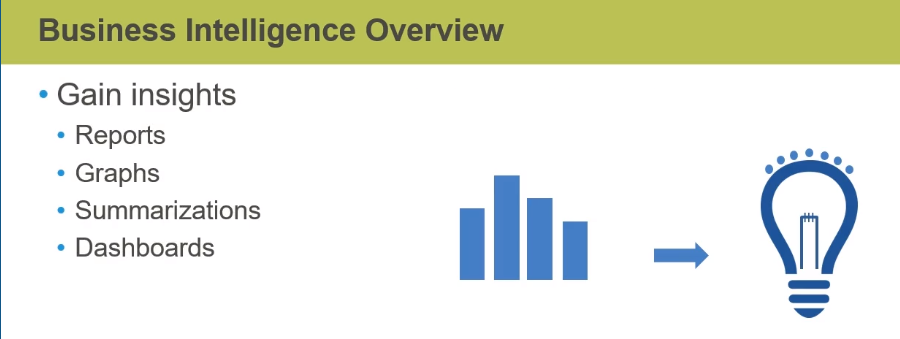 Business Intelligence Overview
• Gain insights
• Reports
• Graphs
• Summarizations
• Dashboards